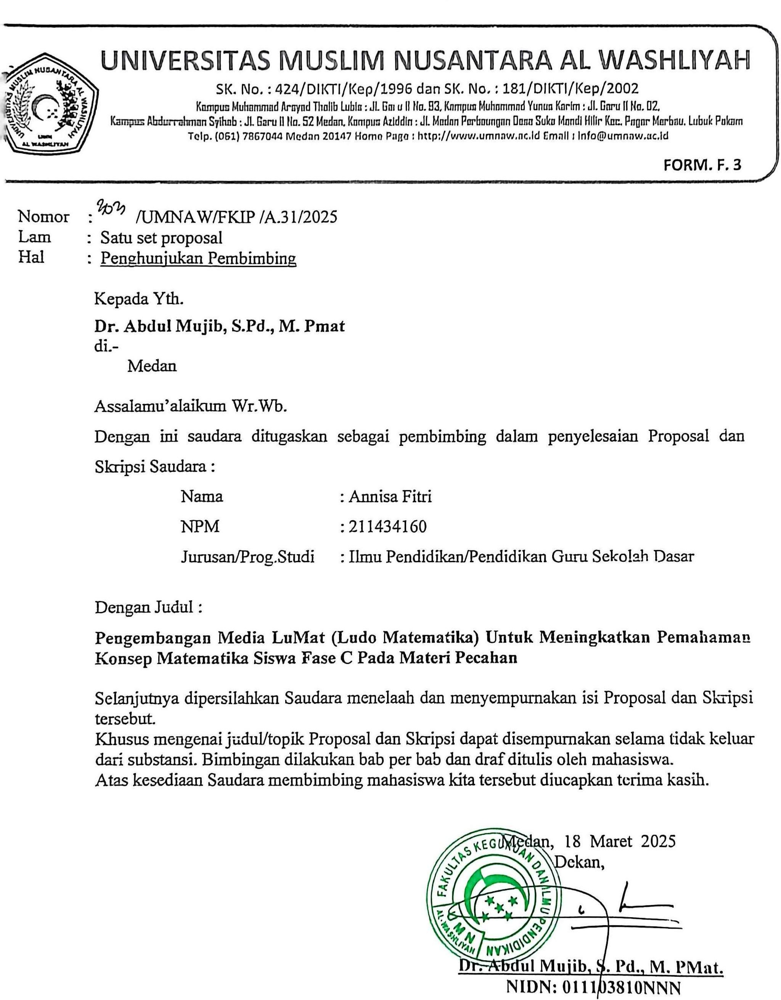 UNIVERSITAS MUSLIM NUSANTARA AL WASHLIYAH
SK. No. : 424/DIKTI/Kep/1996 dan SK. No. : 181/DIKTI/Kep/2002
Kampus Muhammad Arsyad Thalib Lubis : Jl. Garu II No. 93, Kampus Muhammad Yunus Karim : Jl. Garu II No. 02,
Kampus Abdurrahman Syihab : Jl. Garu II No. 52 Medan, Kampus Aziddin : Jl. Medan Perbaungan Desa Suka Mandi Hilir Kec. Pagar Merbau, Lubuk Pakam
Telp. (061) 7867044 Medan 20147 Home Page : http://www.umnaw.ac.id Email : info@umnaw.ac.id
UNIVERSITAS MUSLIM NUSANTARA AL WASHLIYAH
UMN
AL WASHLIYAH
FORM. F. 3
Nomor : /UMNAW/FKIP /A.31/2025
Lam : Satu set proposal
Hal : Penghunjukan Pembimbing
Kepada Yth.
Dr. Abdul Mujib, S.Pd., M. Pmat
di.-
Medan
Assalamu’alaikum Wr.Wb.
Dengan ini saudara ditugaskan sebagai pembimbing dalam penyelesaian Proposal dan
Skripsi Saudara :
Nama : Annisa Fitri
NPM : 211434160
Jurusan/Prog.Studi : Ilmu Pendidikan/Pendidikan Guru Sekolah Dasar
Dengan Judul :
Pengembangan Media LuMat (Ludo Matematika) Untuk Meningkatkan Pemahaman
Konsep Matematika Siswa Fase C Pada Materi Pecahan
Selanjutnya dipersilahkan Saudara menelaah dan menyempurnakan isi Proposal dan Skripsi
tersebut.
Khusus mengenai judul/topik Proposal dan Skripsi dapat disempurnakan selama tidak keluar
dari substansi. Bimbingan dilakukan bab per bab dan draf ditulis oleh mahasiswa.
Atas kesediaan Saudara membimbing mahasiswa kita tersebut diucapkan terima kasih.
Medan, 18 Maret 2025
Dekan,
FAKULTAS KEGURUAN DAN ILMU PENDIDIKAN
UMN
AL-WASHLIYAH
Dr. Abdul Mujib, S. Pd., M. PMat.
NIDN: 011103810NNN